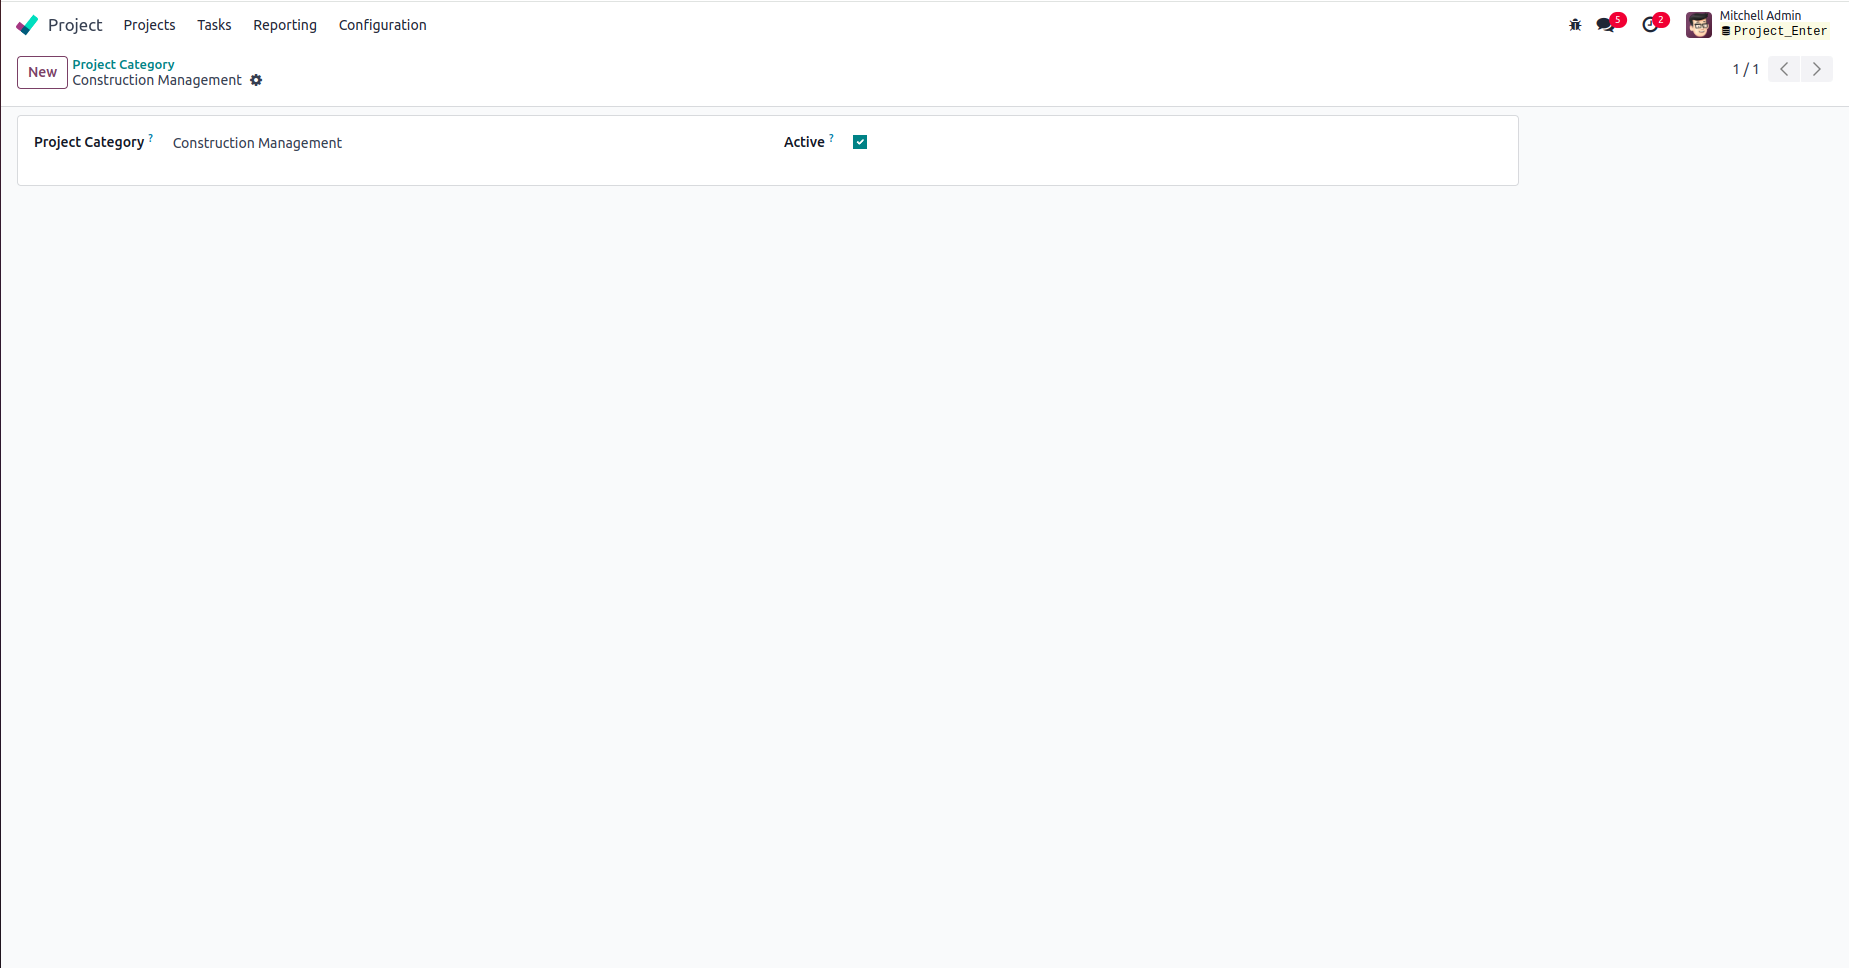 Project Projects Tasks Reporting Configuration 5 2 Mitchell Admin
Project_Enter
New Project Category
Construction Management 1 / 1
Project Category ? Construction Management Active ?